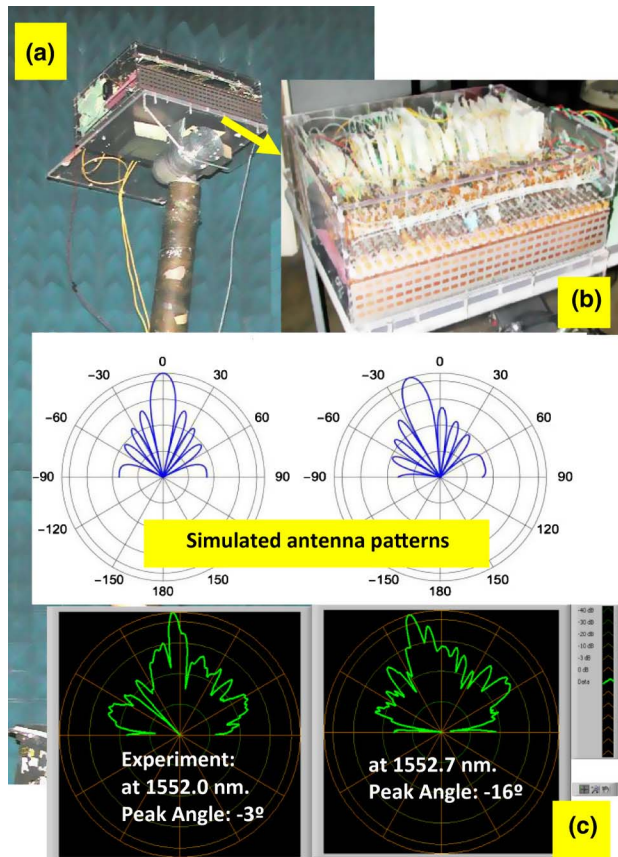 (a)
(b)
0
-30 30
-60 60
-90 90
-120
-150 150
180
0
-30 30
-60 60
-90 90
-120 120
-150 150
180
Simulated antenna patterns
Experiment:
at 1552.0 nm.
Peak Angle: -3º
at 1552.7 nm.
Peak Angle: -16º
-40 dB
-30 dB
-20 dB
-10 dB
-3 dB
0 dB
Data
(c)